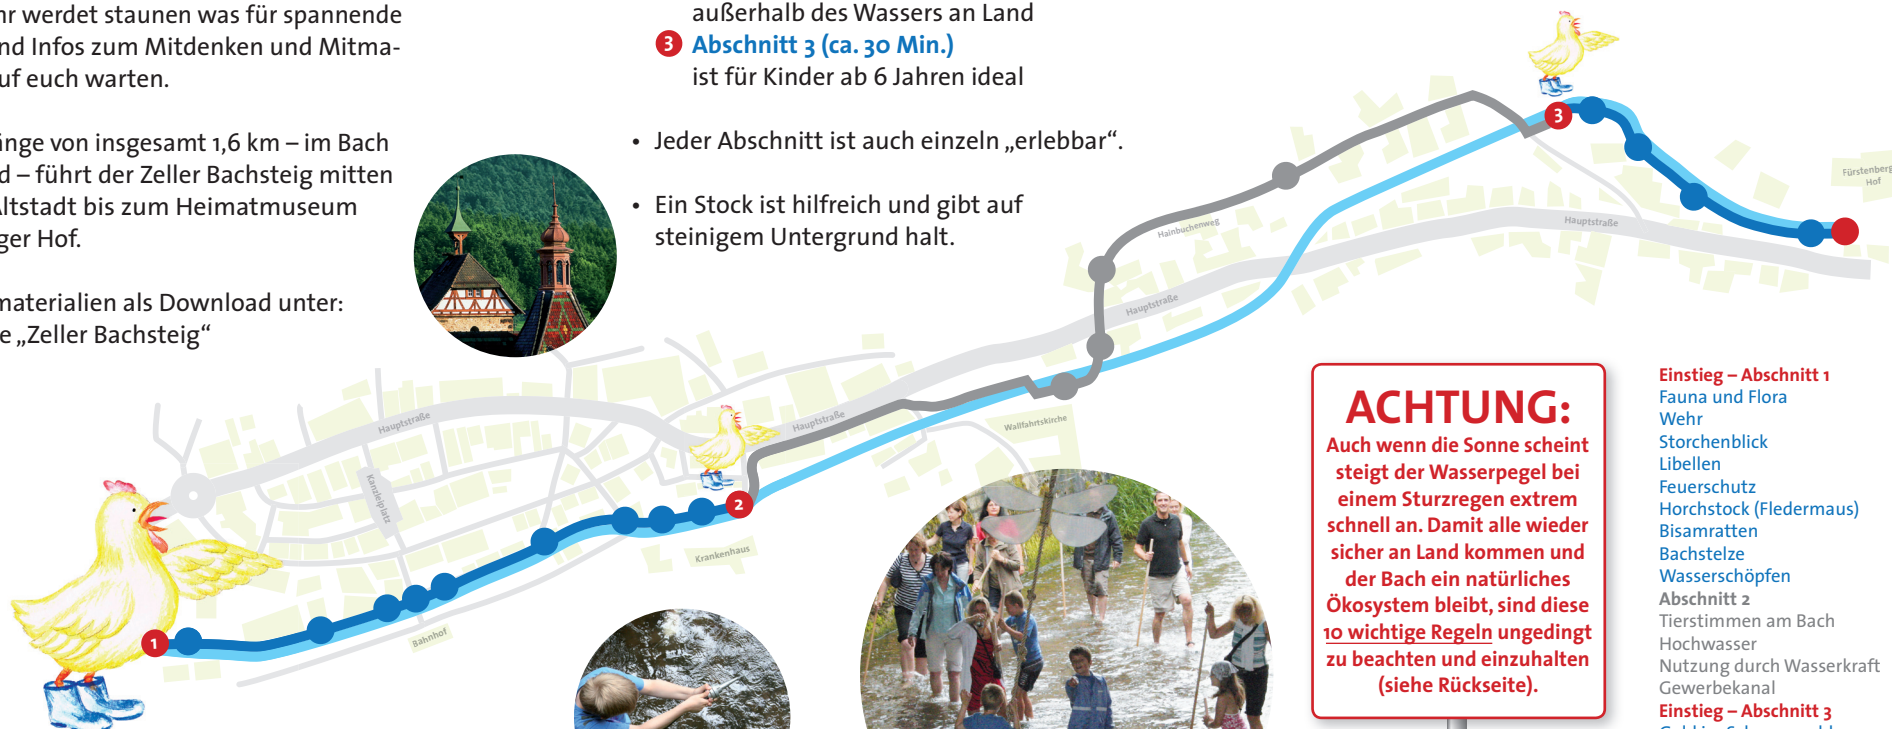 hr werdet staunen was für spannende
nd Infos zum Mitdenken und Mitma-
uf euch warten.
änge von insgesamt 1,6 km – im Bach
d – führt der Zeller Bachsteig mitten
Altstadt bis zum Heimatmuseum
ger Hof.
materialien als Download unter:
e „Zeller Bachsteig“
außerhalb des Wassers an Land
3 Abschnitt 3 (ca. 30 Min.)
ist für Kinder ab 6 Jahren ideal
• Jeder Abschnitt ist auch einzeln „erlebbar“.
• Ein Stock ist hilfreich und gibt auf
steinigem Untergrund halt.
3
Fürstenberger
Hof
Hainbuchenweg
Hauptstraße
Hauptstraße
Hauptstraße
Hauptstraße
Wallfahrtskirche
Kanzleiplatz
2
Krankenhaus
1
Bahnhof
ACHTUNG:
Auch wenn die Sonne scheint
steigt der Wasserpegel bei
einem Sturzregen extrem
schnell an. Damit alle wieder
sicher an Land kommen und
der Bach ein natürliches
Ökosystem bleibt, sind diese
10 wichtige Regeln ungedingt
zu beachten und einzuhalten
(siehe Rückseite).
Einstieg – Abschnitt 1
Fauna und Flora
Wehr
Storchenblick
Libellen
Feuerschutz
Horchstock (Fledermaus)
Bisamratten
Bachstelze
Wasserschöpfen
Abschnitt 2
Tierstimmen am Bach
Hochwasser
Nutzung durch Wasserkraft
Gewerbekanal
Einstieg – Abschnitt 3